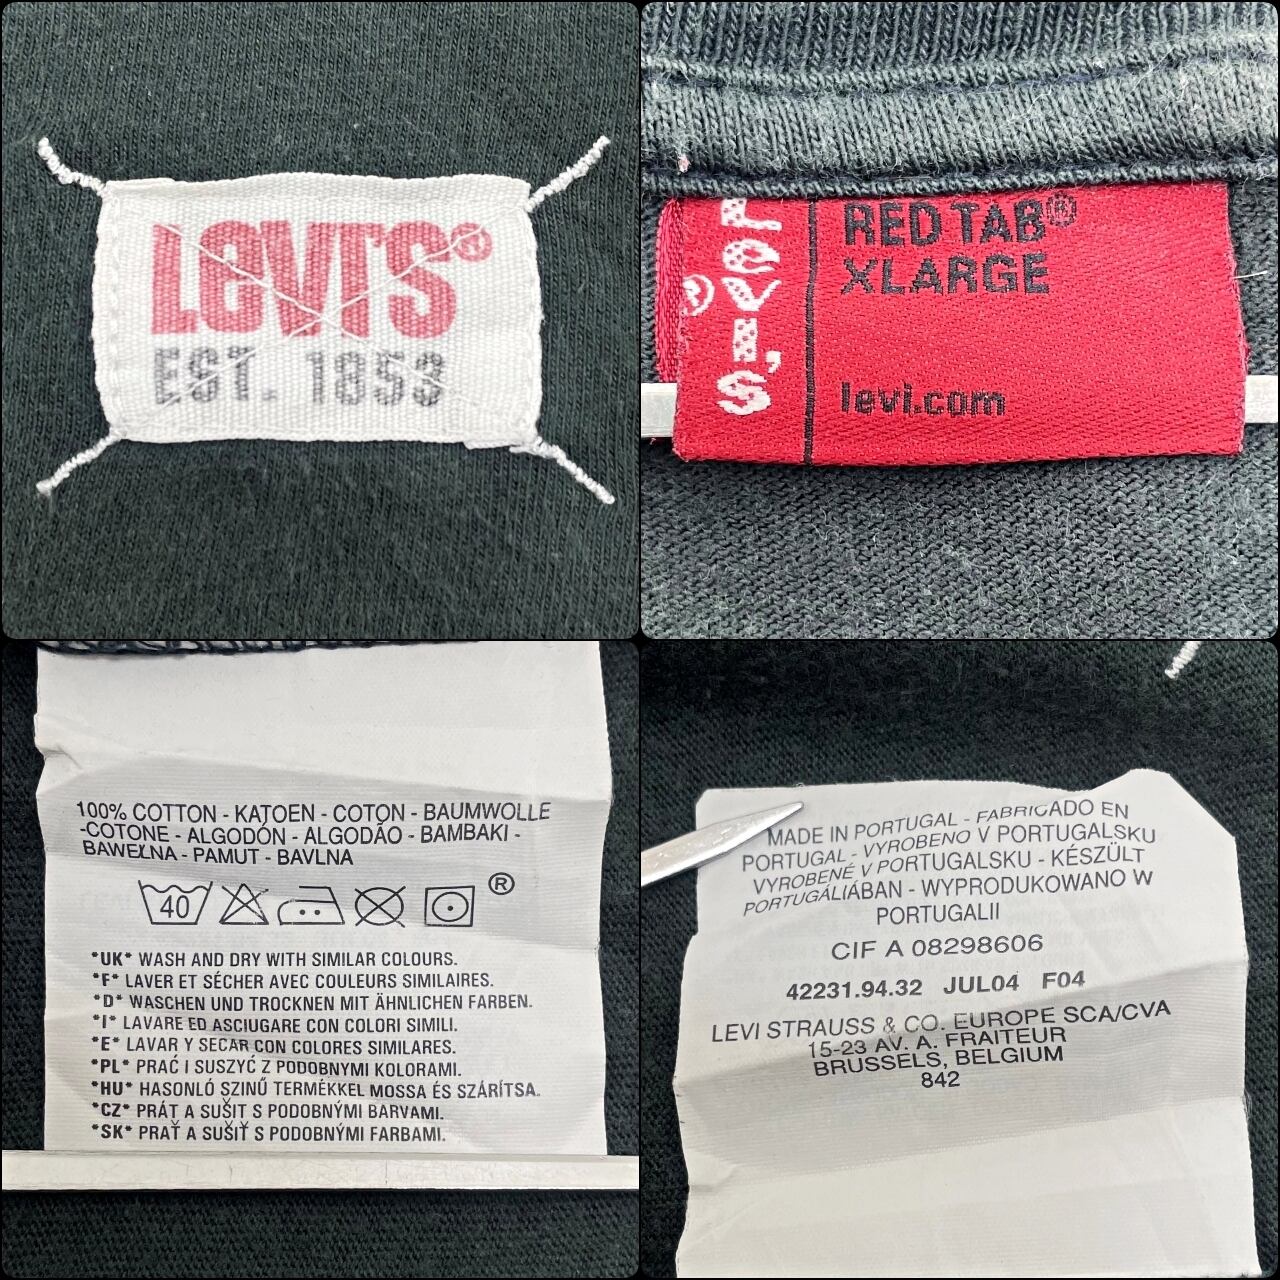 LEVI'S®
EST. 1853
LEVI'S®
RED TAB®
XLARGE
levi.com
100% COTTON - KATOEN - COTON - BAUMWOLLE
-COTONE - ALGODÓN - ALGODÃO - BAMBAKI -
BAWEŁNA - PAMUT - BAVLNA
40
®
*UK* WASH AND DRY WITH SIMILAR COLOURS.
*F* LAVER ET SÉCHER AVEC COULEURS SIMILAIRES.
*D* WASCHEN UND TROCKNEN MIT ÄHNLICHEN FARBEN.
*I* LAVARE ED ASCIUGARE CON COLORI SIMILI.
*E* LAVAR Y SECAR CON COLORES SIMILARES.
*PL* PRAĆ I SUSZYĆ Z PODOBNYMI KOLORAMI.
*HU* HASONLÓ SZINŰ TERMÉKKEL MOSSA ÉS SZÁRÍTSA.
*CZ* PRÁT A SUŠIT S PODOBNÝMI BARVAMI.
*SK* PRAŤ A SUŠIŤ S PODOBNÝMI FARBAMI.
MADE IN PORTUGAL - FABRICADO EN
PORTUGAL - VYROBENO V PORTUGALSKU
VYROBENÉ V PORTUGALSKU - KÉSZÜLT
PORTUGÁLIÁBAN - WYPRODUKOWANO W
PORTUGALII
CIF A 08298606
42231.94.32 JUL04 F04
LEVI STRAUSS & CO. EUROPE SCA/CVA
15-23 AV. A. FRAITEUR
BRUSSELS, BELGIUM
842